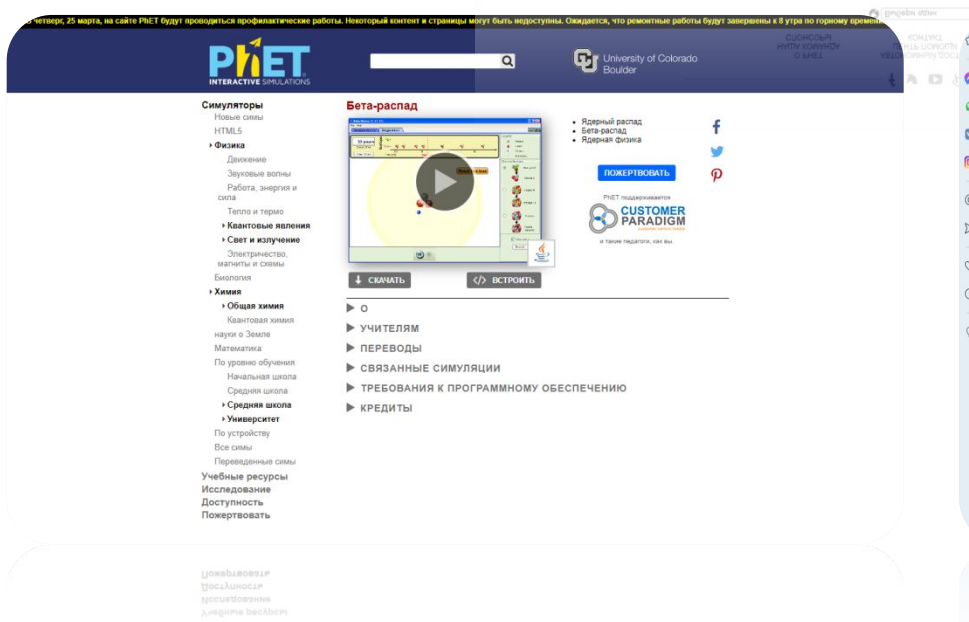 четверг, 25 марта, на сайте PhET будут проводиться профилактические работы. Некоторый контент и страницы могут быть недоступны. Ожидается, что ремонтные работы будут завершены к 8 утра по горному времени
PhET
INTERACTIVE SIMULATIONS
University of Colorado
Boulder
Симуляторы
Новые симы
HTML5
Физика
Движение
Звуковые волны
Работа, энергия и
сила
Тепло и термо
Квантовые явления
Свет и излучение
Электричество,
магниты и схемы
Биология
Химия
Общая химия
Квантовая химия
науки о Земле
Математика
По уровню обучения
Начальная школа
Средняя школа
Средняя школа
Университет
По устройству
Все симы
Переведенные симы
Учебные ресурсы
Исследование
Доступность
Пожертвовать
Бета-распад
СКАЧАТЬ
ВСТРОИТЬ
Ядерный распад
Бета-распад
Ядерная физика
ПОЖЕРТВОВАТЬ
PhET поддерживается
CUSTOMER
PARADIGM
и такие педагоги, как вы.
О
УЧИТЕЛЯМ
ПЕРЕВОДЫ
СВЯЗАННЫЕ СИМУЛЯЦИИ
ТРЕБОВАНИЯ К ПРОГРАММНОМУ ОБЕСПЕЧЕНИЮ
КРЕДИТЫ